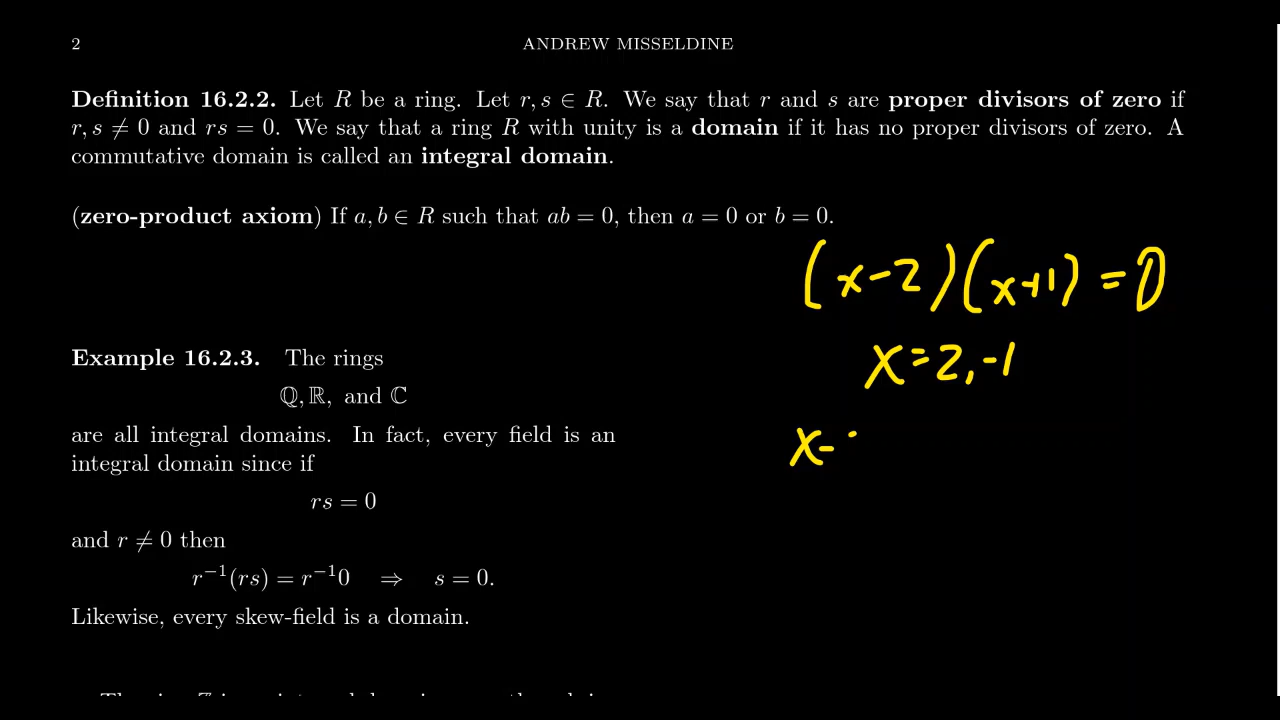 2 ANDREW MISSELDINE
Definition 16.2.2. Let R be a ring. Let r, s ∈ R. We say that r and s are proper divisors of zero if
r, s ≠ 0 and rs = 0. We say that a ring R with unity is a domain if it has no proper divisors of zero. A
commutative domain is called an integral domain.
(zero-product axiom) If a, b ∈ R such that ab = 0, then a = 0 or b = 0.
(x-2)(x+1) = 0
x = 2, -1
x-
Example 16.2.3. The rings
ℚ, ℝ, and ℂ
are all integral domains. In fact, every field is an
integral domain since if
rs = 0
and r ≠ 0 then
r⁻¹(rs) = r⁻¹0 ⇒ s = 0.
Likewise, every skew-field is a domain.